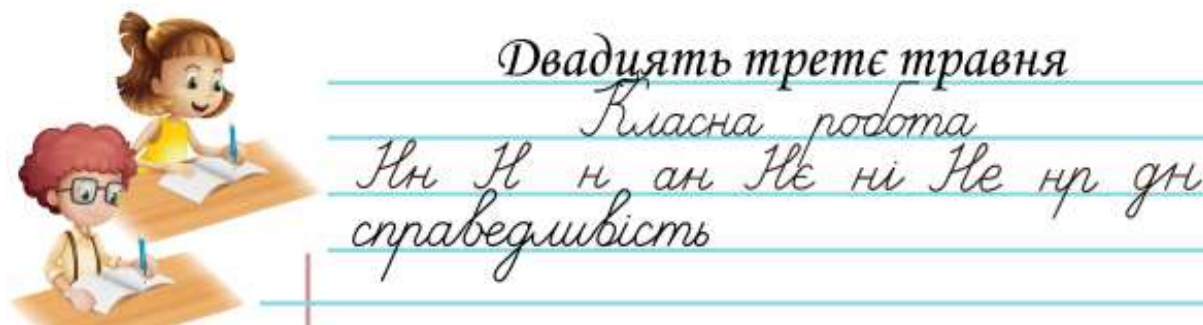 Двадцять третє травня
Класна робота
Нн Н н ан Нє ні Не нр дн
справедливість